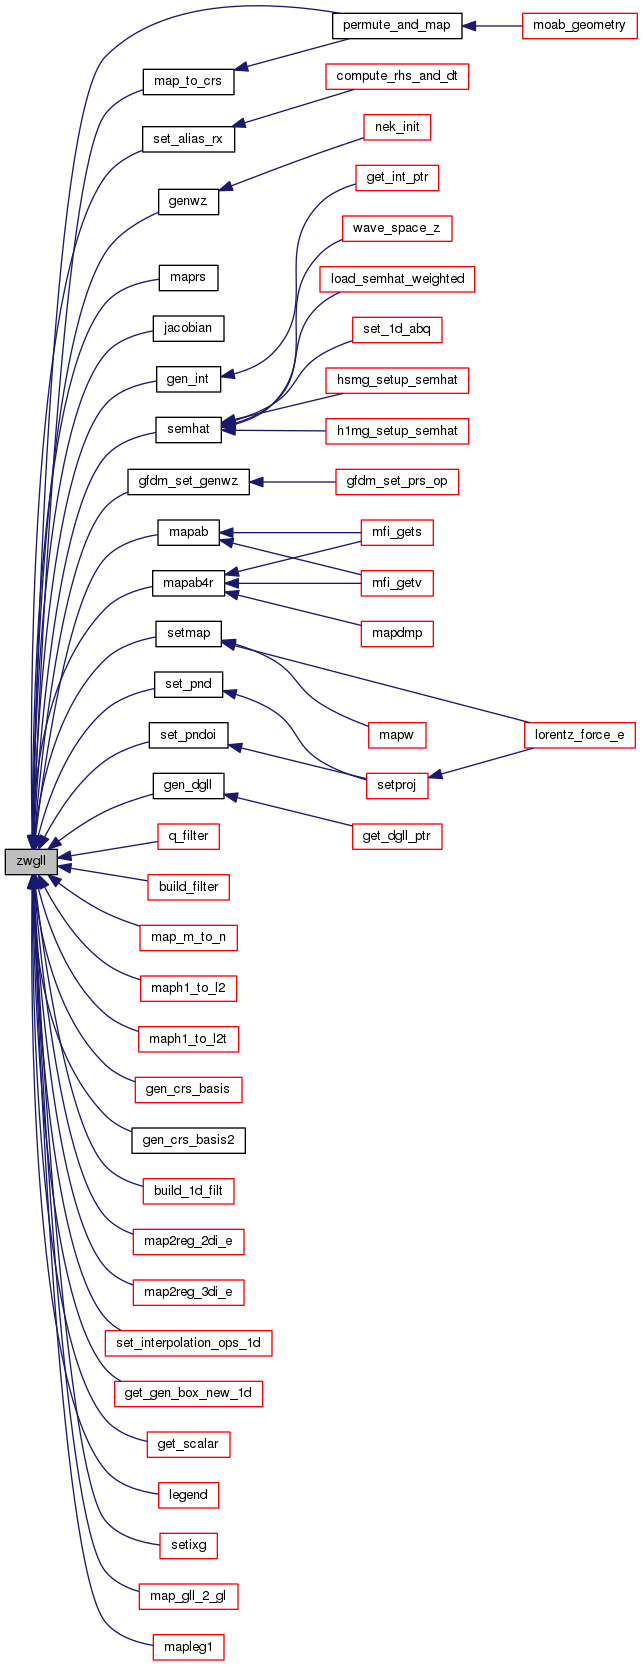 permute_and_map
moab_geometry
map_to_crs
compute_rhs_and_dt
set_alias_rx
nek_init
get_int_ptr
genwz
wave_space_z
maprs
load_semhat_weighted
jacobian
set_1d_abq
gen_int
hsmg_setup_semhat
semhat
h1mg_setup_semhat
gfdm_set_genwz
gfdm_set_prs_op
mapab
mfi_gets
mapab4r
mfi_getv
setmap
mapdmp
set_pnd
set_pndoi
mapw
lorentz_force_e
gen_dgll
setproj
q_filter
get_dgll_ptr
zwgll
build_filter
map_m_to_n
maph1_to_l2
maph1_to_l2t
gen_crs_basis
gen_crs_basis2
build_1d_filt
map2reg_2di_e
map2reg_3di_e
set_interpolation_ops_1d
get_gen_box_new_1d
get_scalar
legend
setixg
map_gll_2_gl
mapleg1